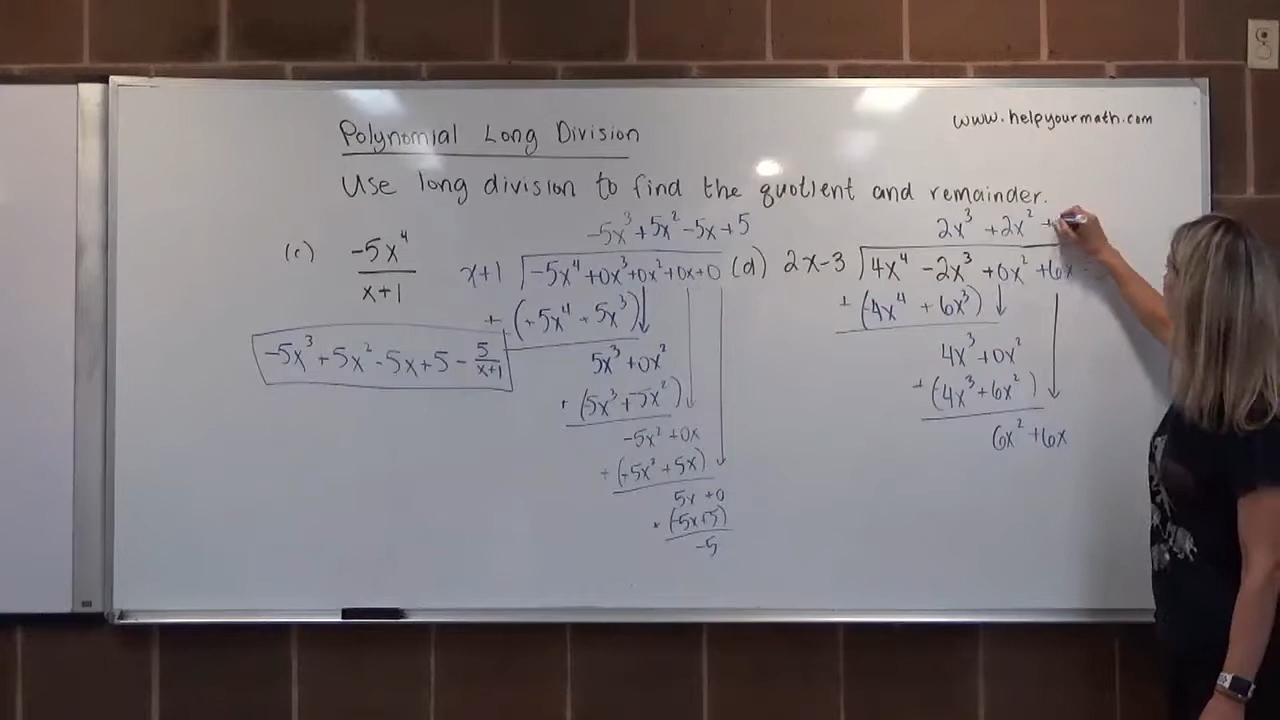 www.helpyourmath.com
Polynomial Long Division
Use long division to find the quotient and remainder.
(c) -5x⁴ / x+1
-5x³ +5x² -5x +5
x+1 -5x⁴ +0x³ +0x² +0x +0
+ (+5x⁴ + 5x³)
5x³ +0x²
+ (-5x³ + -5x²)
-5x² +0x
+ (+5x² + 5x)
5x +0
+ (-5x + -5)
-5
-5x³ +5x² -5x +5 - 5/x+1
(d) 2x³ +2x² +
2x-3 4x⁴ -2x³ +0x² +6x
+ (-4x⁴ + 6x³)
4x³ +0x²
+ (-4x³ +6x²)
6x² +6x